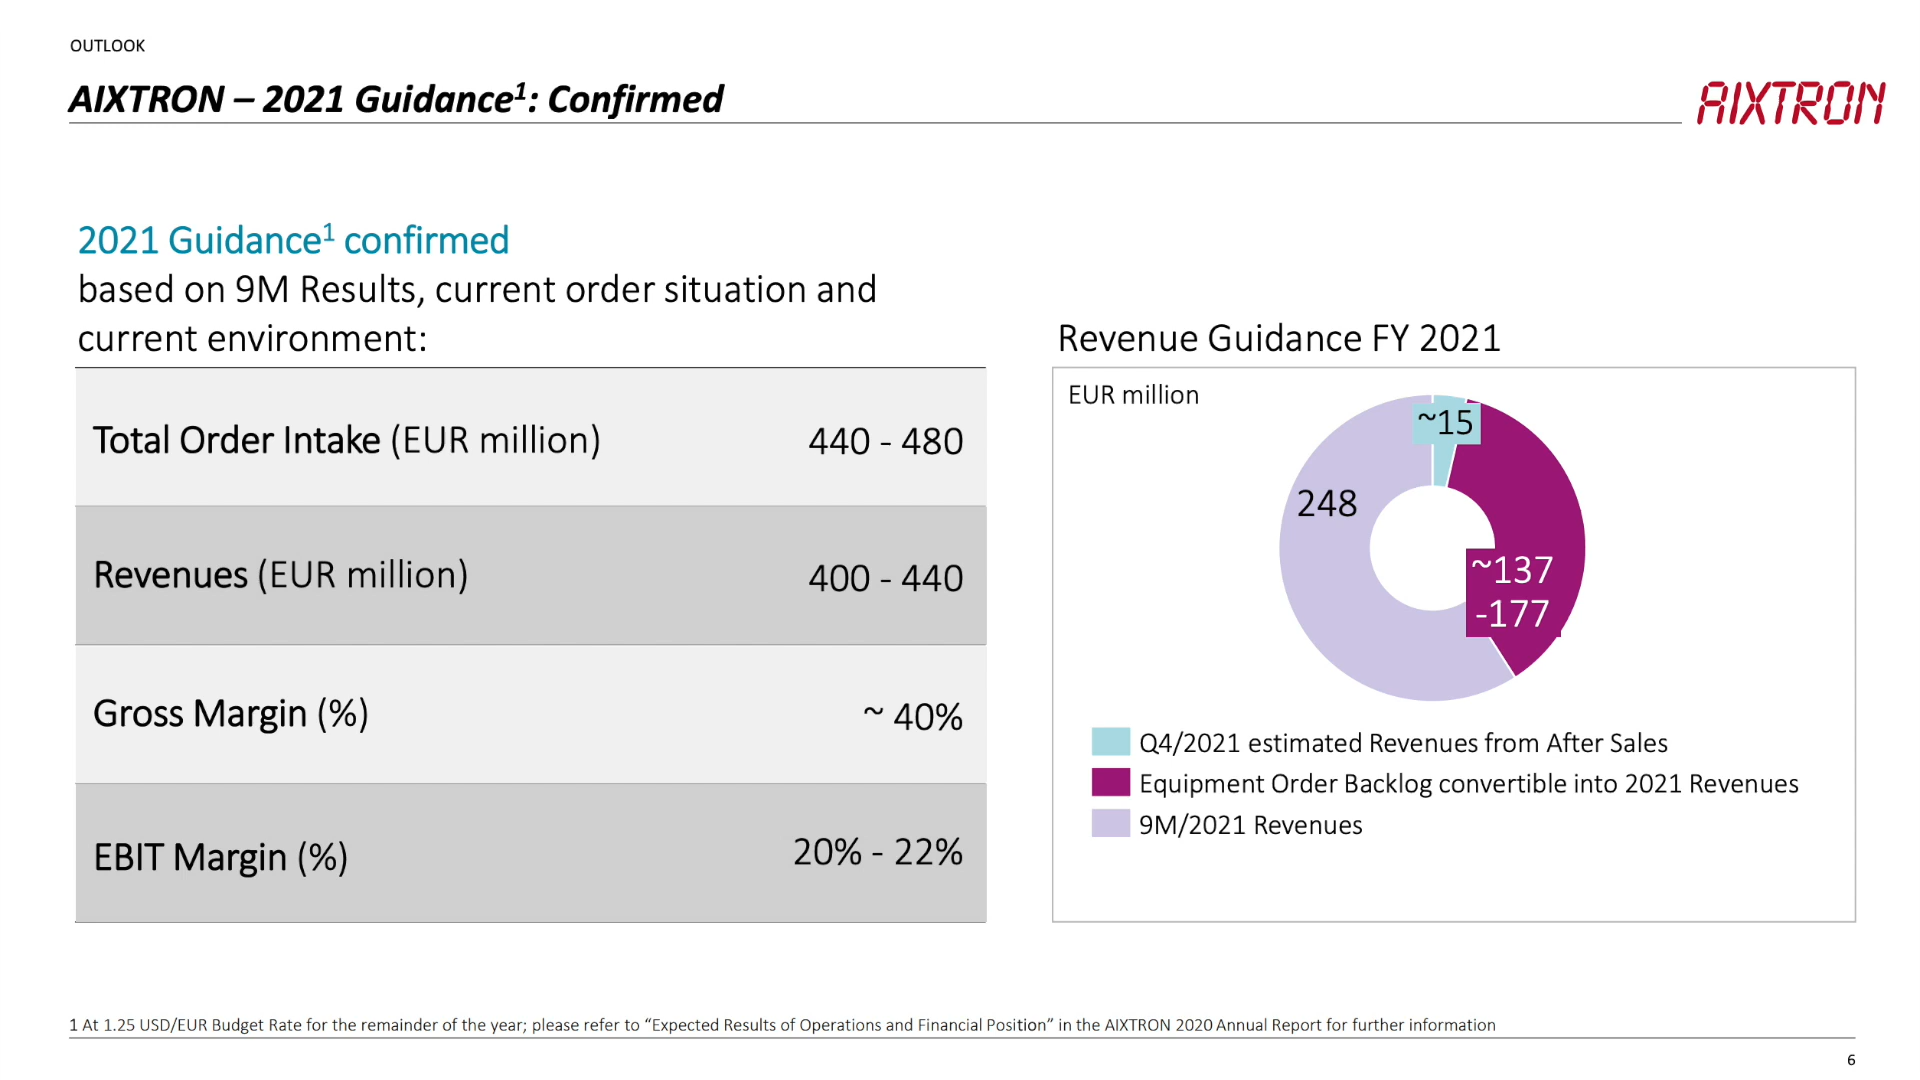 OUTLOOK
AIXTRON – 2021 Guidance¹: Confirmed
AIXTRON
2021 Guidance¹ confirmed
based on 9M Results, current order situation and
current environment:
Total Order Intake (EUR million) 440 - 480
Revenues (EUR million) 400 - 440
Gross Margin (%) ~ 40%
EBIT Margin (%) 20% - 22%
Revenue Guidance FY 2021
EUR million
~15
248
~137
-177
Q4/2021 estimated Revenues from After Sales
Equipment Order Backlog convertible into 2021 Revenues
9M/2021 Revenues
1 At 1.25 USD/EUR Budget Rate for the remainder of the year; please refer to “Expected Results of Operations and Financial Position” in the AIXTRON 2020 Annual Report for further information
6